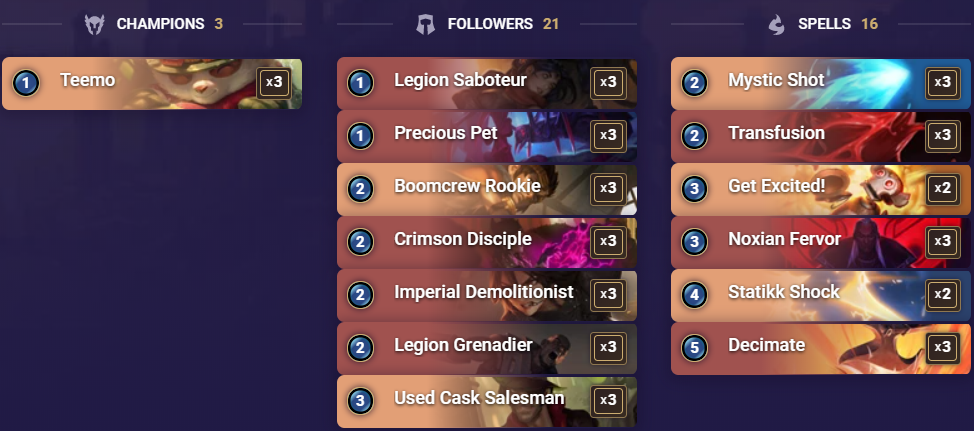 CHAMPIONS 3
1 Teemo x3
FOLLOWERS 21
1 Legion Saboteur x3
1 Precious Pet x3
2 Boomcrew Rookie x3
2 Crimson Disciple x3
2 Imperial Demolitionist x3
2 Legion Grenadier x3
3 Used Cask Salesman x3
SPELLS 16
2 Mystic Shot x3
2 Transfusion x3
3 Get Excited! x2
3 Noxian Fervor x3
4 Statikk Shock x2
5 Decimate x3